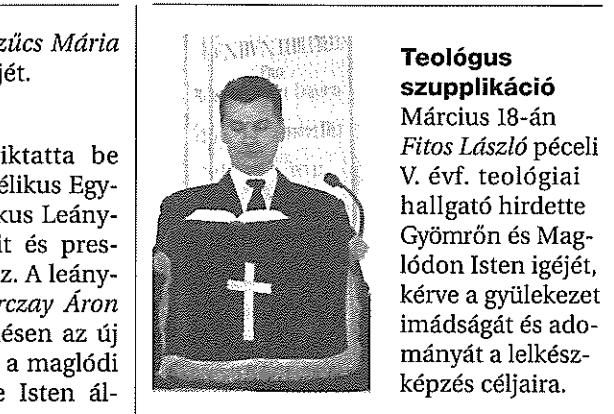 zűcs Mária
jét.
iktatta be
élikus Egy-
kus Leány-
it és pres-
z. A leány-
rczay Áron
ésen az új
a maglódi
e Isten ál-
Teológus
szupplikáció
Március 18-án
Fitos László péceli
V. évf. teológiai
hallgató hirdette
Gyömrőn és Mag-
lódon Isten igéjét,
kérve a gyülekezet
imádságát és ado-
mányát a lelkész-
képzés céljaira.